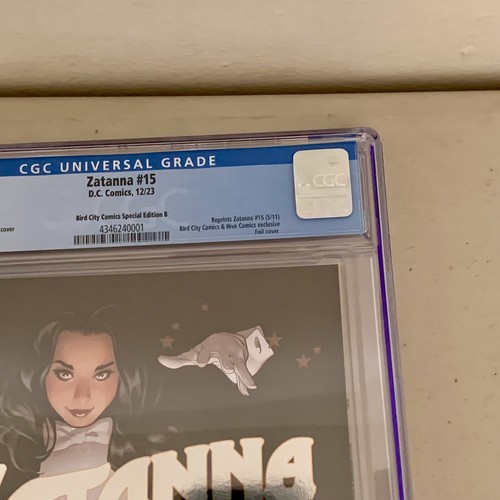 CGC UNIVERSAL GRADE
Zatanna #15
D.C. Comics, 12/23
Bird City Comics Special Edition B
cover
4346240001
Reprints Zatanna #15 (5/11)
Bird City Comics & Hive Comics exclusive
Foil cover.
CGC
ATANNA